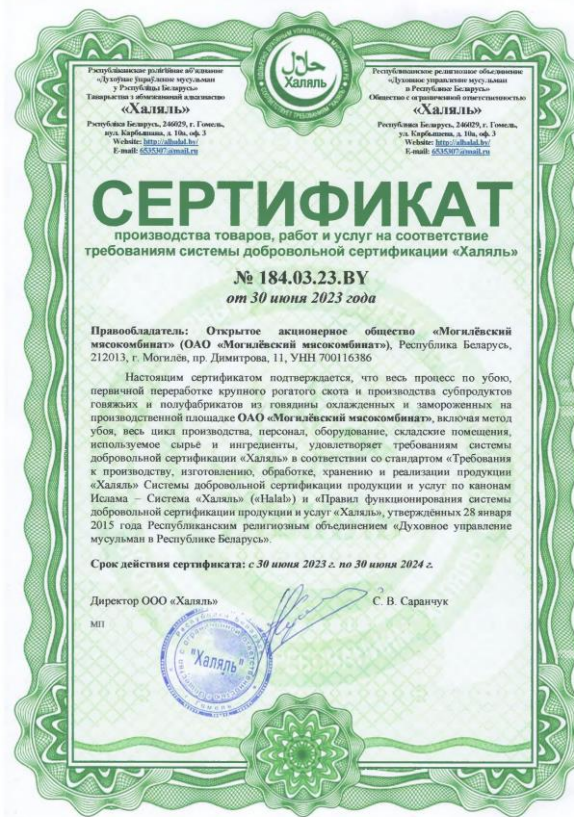 حلال
Халяль
Рэспубліканскае рэлігійнае аб'яднанне
«Духоўнае ўпраўленне мусульман
у Рэспубліцы Беларусь»
Таварыства з абмежаванай адказнасцю
«Халяль»
Рэспубліка Беларусь, 246029, г. Гомель,
вул. Карбышава, д. 10а, оф. 3
Website: http://alhalal.by/
E-mail: 6535307@mail.ru
Республиканское религиозное объединение
«Духовное управление мусульман
в Республике Беларусь»
Общество с ограниченной ответственностью
«Халяль»
Республика Беларусь, 246029, г. Гомель,
ул. Карбышева, д. 10а, оф. 3
Website: http://alhalal.by/
E-mail: 6535307@mail.ru
СЕРТИФИКАТ
производства товаров, работ и услуг на соответствие
требованиям системы добровольной сертификации «Халяль»
№ 184.03.23.BY
от 30 июня 2023 года
Правообладатель: Открытое акционерное общество «Могилёвский
мясокомбинат» (ОАО «Могилёвский мясокомбинат»), Республика Беларусь,
212013, г. Могилёв, пр. Димитрова, 11, УНН 700116386
Настоящим сертификатом подтверждается, что весь процесс по убою,
первичной переработке крупного рогатого скота и производства субпродуктов
говяжьих и полуфабрикатов из говядины охлажденных и замороженных на
производственной площадке ОАО «Могилёвский мясокомбинат», включая метод
убоя, весь цикл производства, персонал, оборудование, складские помещения,
используемое сырьё и ингредиенты, удовлетворяет требованиям системы
добровольной сертификации «Халяль» в соответствии со стандартом «Требования
к производству, изготовлению, обработке, хранению и реализации продукции
«Халяль» Системы добровольной сертификации продукции и услуг по канонам
Ислама – Система «Халяль» («Halal») и «Правил функционирования системы
добровольной сертификации продукции и услуг «Халяль», утверждённых 28 января
2015 года Республиканским религиозным объединением «Духовное управление
мусульман в Республике Беларусь».
Срок действия сертификата: с 30 июня 2023 г. по 30 июня 2024 г.
Директор ООО «Халяль»
С. В. Саранчук
МП
"Халяль"